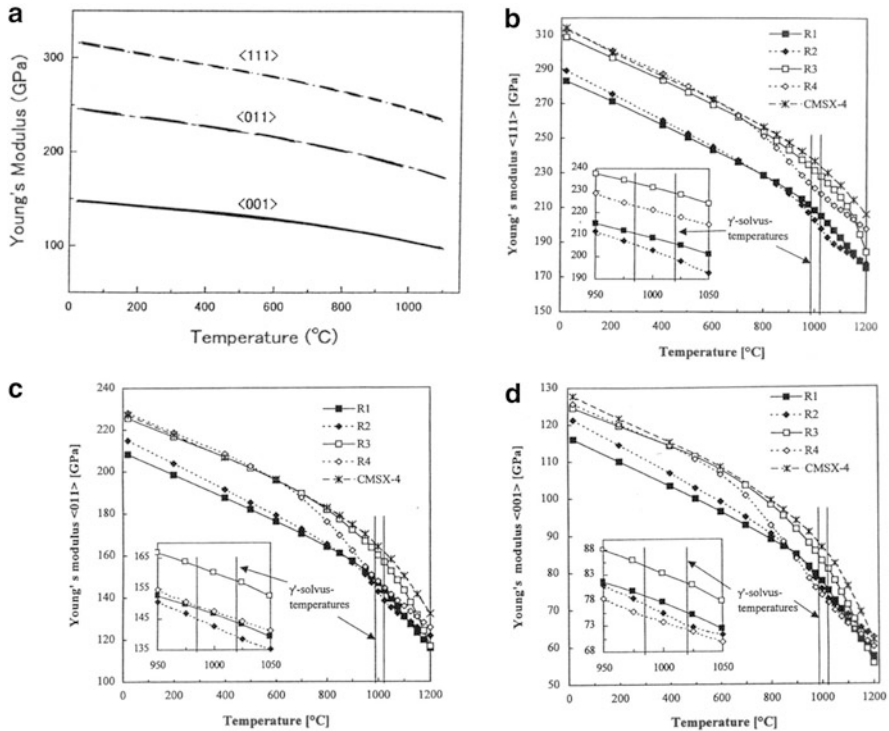 a
Young's Modulus (GPa)
300
200
100
<111>
<011>
<001>
0 200 400 600 800 1000
Temperature (°C)
b
Young' s modulus <111> [GPa]
310
290
270
250
230
210
190
170
150
R1
R2
R3
R4
CMSX-4
240
230
220
210
200
190
950 1000 1050
γ'-solvus-
temperatures
0 200 400 600 800 1000 1200
Temperature [°C]
c
Young' s modulus <011> [GPa]
240
220
200
180
160
140
120
100
R1
R2
R3
R4
CMSX-4
165
155
145
135
950 1000 1050
γ'-solvus-
temperatures
0 200 400 600 800 1000 1200
Temperature [°C]
d
Young' s modulus <001> [GPa]
130
120
110
100
90
80
70
60
50
R1
R2
R3
R4
CMSX-4
88
83
78
73
68
950 1000 1050
γ'-solvus-
temperatures
0 200 400 600 800 1000 1200
Temperature [°C]